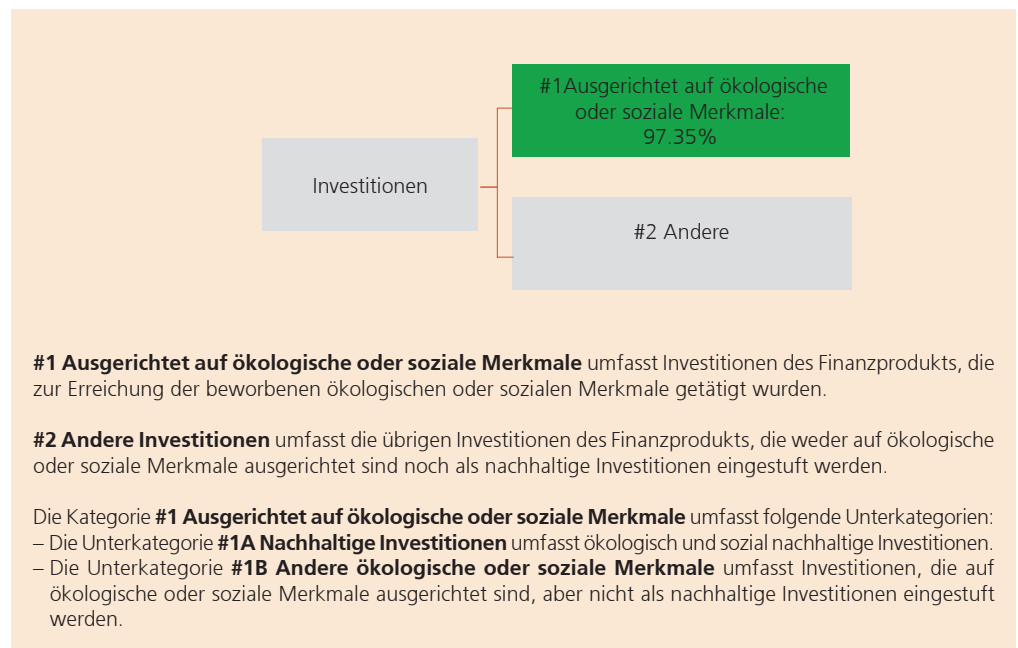 #1Ausgerichtet auf ökologische
oder soziale Merkmale:
97.35%
Investitionen
#2 Andere
#1 Ausgerichtet auf ökologische oder soziale Merkmale umfasst Investitionen des Finanzprodukts, die
zur Erreichung der beworbenen ökologischen oder sozialen Merkmale getätigt wurden.
#2 Andere Investitionen umfasst die übrigen Investitionen des Finanzprodukts, die weder auf ökologische
oder soziale Merkmale ausgerichtet sind noch als nachhaltige Investitionen eingestuft werden.
Die Kategorie #1 Ausgerichtet auf ökologische oder soziale Merkmale umfasst folgende Unterkategorien:
– Die Unterkategorie #1A Nachhaltige Investitionen umfasst ökologisch und sozial nachhaltige Investitionen.
– Die Unterkategorie #1B Andere ökologische oder soziale Merkmale umfasst Investitionen, die auf
ökologische oder soziale Merkmale ausgerichtet sind, aber nicht als nachhaltige Investitionen eingestuft
werden.